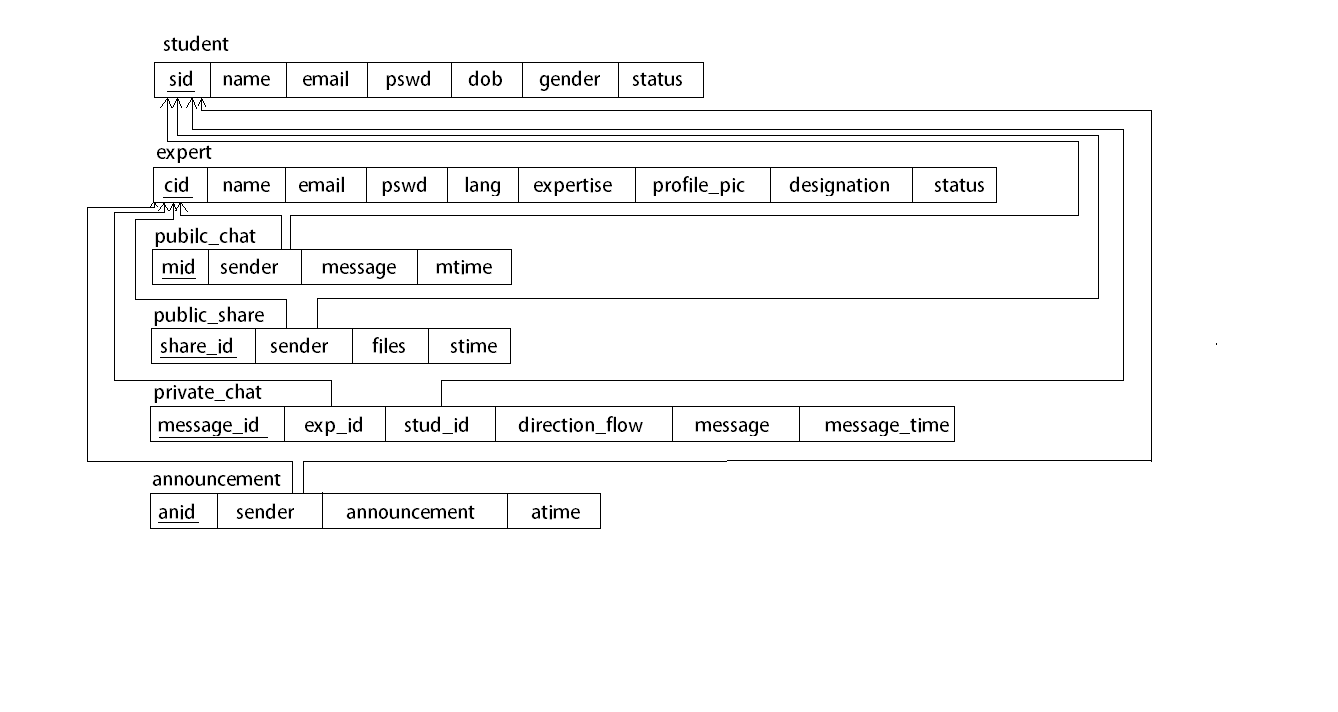 student
sid name email pswd dob gender status
expert
cid name email pswd lang expertise profile_pic designation status
pubilc_chat
mid sender message mtime
public_share
share_id sender files stime
private_chat
message_id exp_id stud_id direction_flow message message_time
announcement
anid sender announcement atime